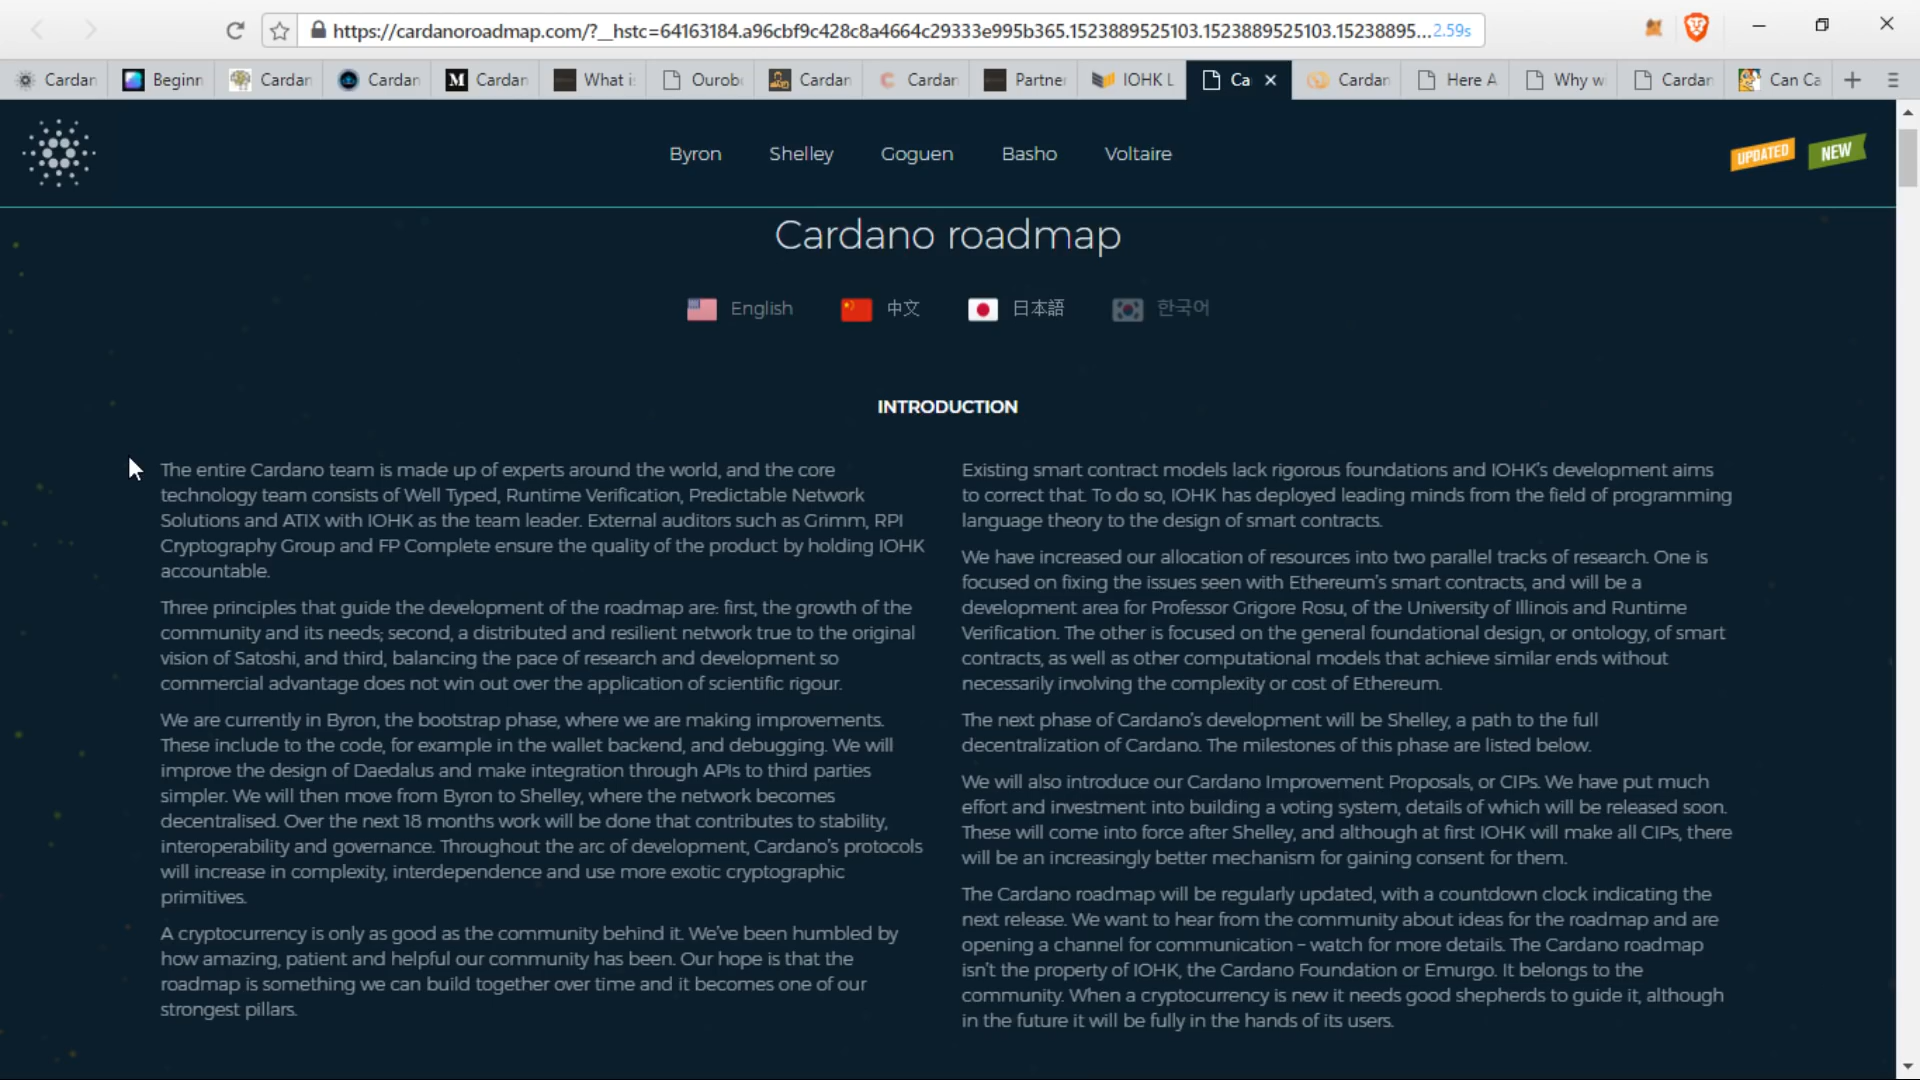 https://cardanoroadmap.com/?__hstc=64163184.a96cbf9c428c8a4664c29333e995b365.1523889525103.1523889525103.15238895...2.59s
Cardan Beginn Cardan Cardan M Cardan What i Ourob Cardan Cardan Partner IOHK L Ca Cardan Here A Why w Cardan Can Ca
Byron Shelley Goguen Basho Voltaire UPDATED NEW
Cardano roadmap
English 中文 日本語 한국어
INTRODUCTION
The entire Cardano team is made up of experts around the world, and the core
technology team consists of Well Typed, Runtime Verification, Predictable Network
Solutions and ATIX with IOHK as the team leader. External auditors such as Grimm, RPI
Cryptography Group and FP Complete ensure the quality of the product by holding IOHK
accountable.
Three principles that guide the development of the roadmap are: first, the growth of the
community and its needs; second, a distributed and resilient network true to the original
vision of Satoshi, and third, balancing the pace of research and development so
commercial advantage does not win out over the application of scientific rigour.
We are currently in Byron, the bootstrap phase, where we are making improvements.
These include to the code, for example in the wallet backend, and debugging. We will
improve the design of Daedalus and make integration through APIs to third parties
simpler. We will then move from Byron to Shelley, where the network becomes
decentralised. Over the next 18 months work will be done that contributes to stability,
interoperability and governance. Throughout the arc of development, Cardano's protocols
will increase in complexity, interdependence and use more exotic cryptographic
primitives.
A cryptocurrency is only as good as the community behind it. We've been humbled by
how amazing, patient and helpful our community has been. Our hope is that the
roadmap is something we can build together over time and it becomes one of our
strongest pillars.
Existing smart contract models lack rigorous foundations and IOHK's development aims
to correct that. To do so, IOHK has deployed leading minds from the field of programming
language theory to the design of smart contracts.
We have increased our allocation of resources into two parallel tracks of research. One is
focused on fixing the issues seen with Ethereum's smart contracts, and will be a
development area for Professor Grigore Rosu, of the University of Illinois and Runtime
Verification. The other is focused on the general foundational design, or ontology, of smart
contracts, as well as other computational models that achieve similar ends without
necessarily involving the complexity or cost of Ethereum.
The next phase of Cardano's development will be Shelley, a path to the full
decentralization of Cardano. The milestones of this phase are listed below.
We will also introduce our Cardano Improvement Proposals, or CIPs. We have put much
effort and investment into building a voting system, details of which will be released soon.
These will come into force after Shelley, and although at first IOHK will make all CIPs, there
will be an increasingly better mechanism for gaining consent for them.
The Cardano roadmap will be regularly updated, with a countdown clock indicating the
next release. We want to hear from the community about ideas for the roadmap and are
opening a channel for communication – watch for more details. The Cardano roadmap
isn't the property of IOHK, the Cardano Foundation or Emurgo. It belongs to the
community. When a cryptocurrency is new it needs good shepherds to guide it, although
in the future it will be fully in the hands of its users.